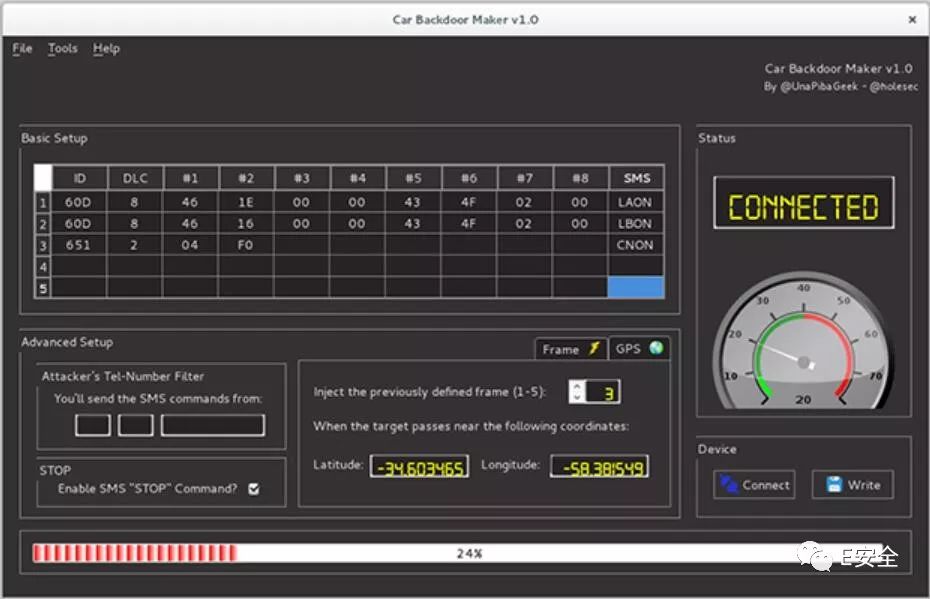 Car Backdoor Maker v1.0
×
File Tools Help
Car Backdoor Maker v1.0
By @UnaPibaGeek - @holesec
Basic Setup
ID DLC #1 #2 #3 #4 #5 #6 #7 #8 SMS
1 60D 8 46 1E 00 00 43 4F 02 00 LAON
2 60D 8 46 16 00 00 43 4F 02 00 LBON
3 651 2 04 F0 CNON
4
5
Status
CONNECTED
10 20 30 40 50 60 70
20
Advanced Setup
Attacker's Tel-Number Filter
You'll send the SMS commands from:
STOP
Enable SMS "STOP" Command?
Frame GPS
Inject the previously defined frame (1-5): 3
When the target passes near the following coordinates:
Latitude: -34.603465 Longitude: -58.381549
Device
Connect Write
24%
E安全